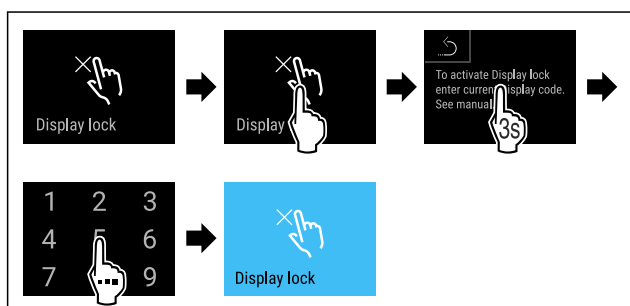 Display lock
Display
To activate Display lock
enter current display code.
See manual
3s
1 2 3
4 5 6
7 9
Display lock